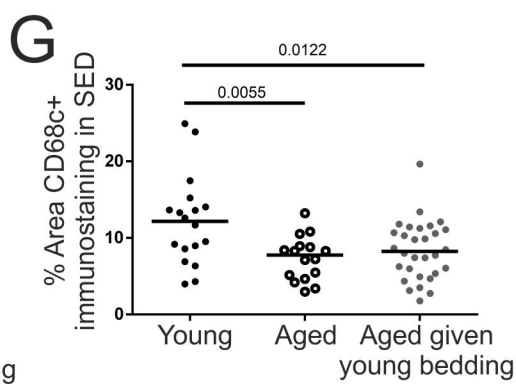 G
0.0122
0.0055
% Area CD68c+
immunostaining in SED
30
20
10
0
Young
Aged
Aged given
young bedding
g